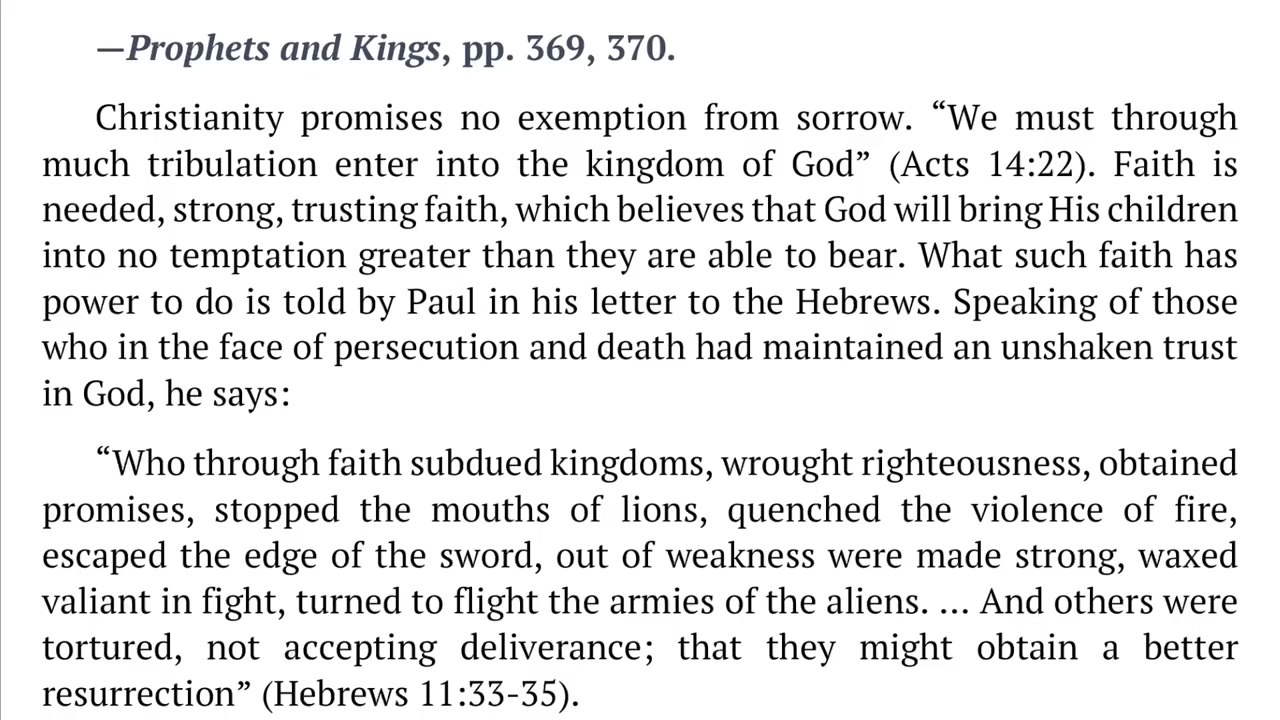 —Prophets and Kings, pp. 369, 370.
Christianity promises no exemption from sorrow. “We must through
much tribulation enter into the kingdom of God” (Acts 14:22). Faith is
needed, strong, trusting faith, which believes that God will bring His children
into no temptation greater than they are able to bear. What such faith has
power to do is told by Paul in his letter to the Hebrews. Speaking of those
who in the face of persecution and death had maintained an unshaken trust
in God, he says:
“Who through faith subdued kingdoms, wrought righteousness, obtained
promises, stopped the mouths of lions, quenched the violence of fire,
escaped the edge of the sword, out of weakness were made strong, waxed
valiant in fight, turned to flight the armies of the aliens. ... And others were
tortured, not accepting deliverance; that they might obtain a better
resurrection” (Hebrews 11:33-35).